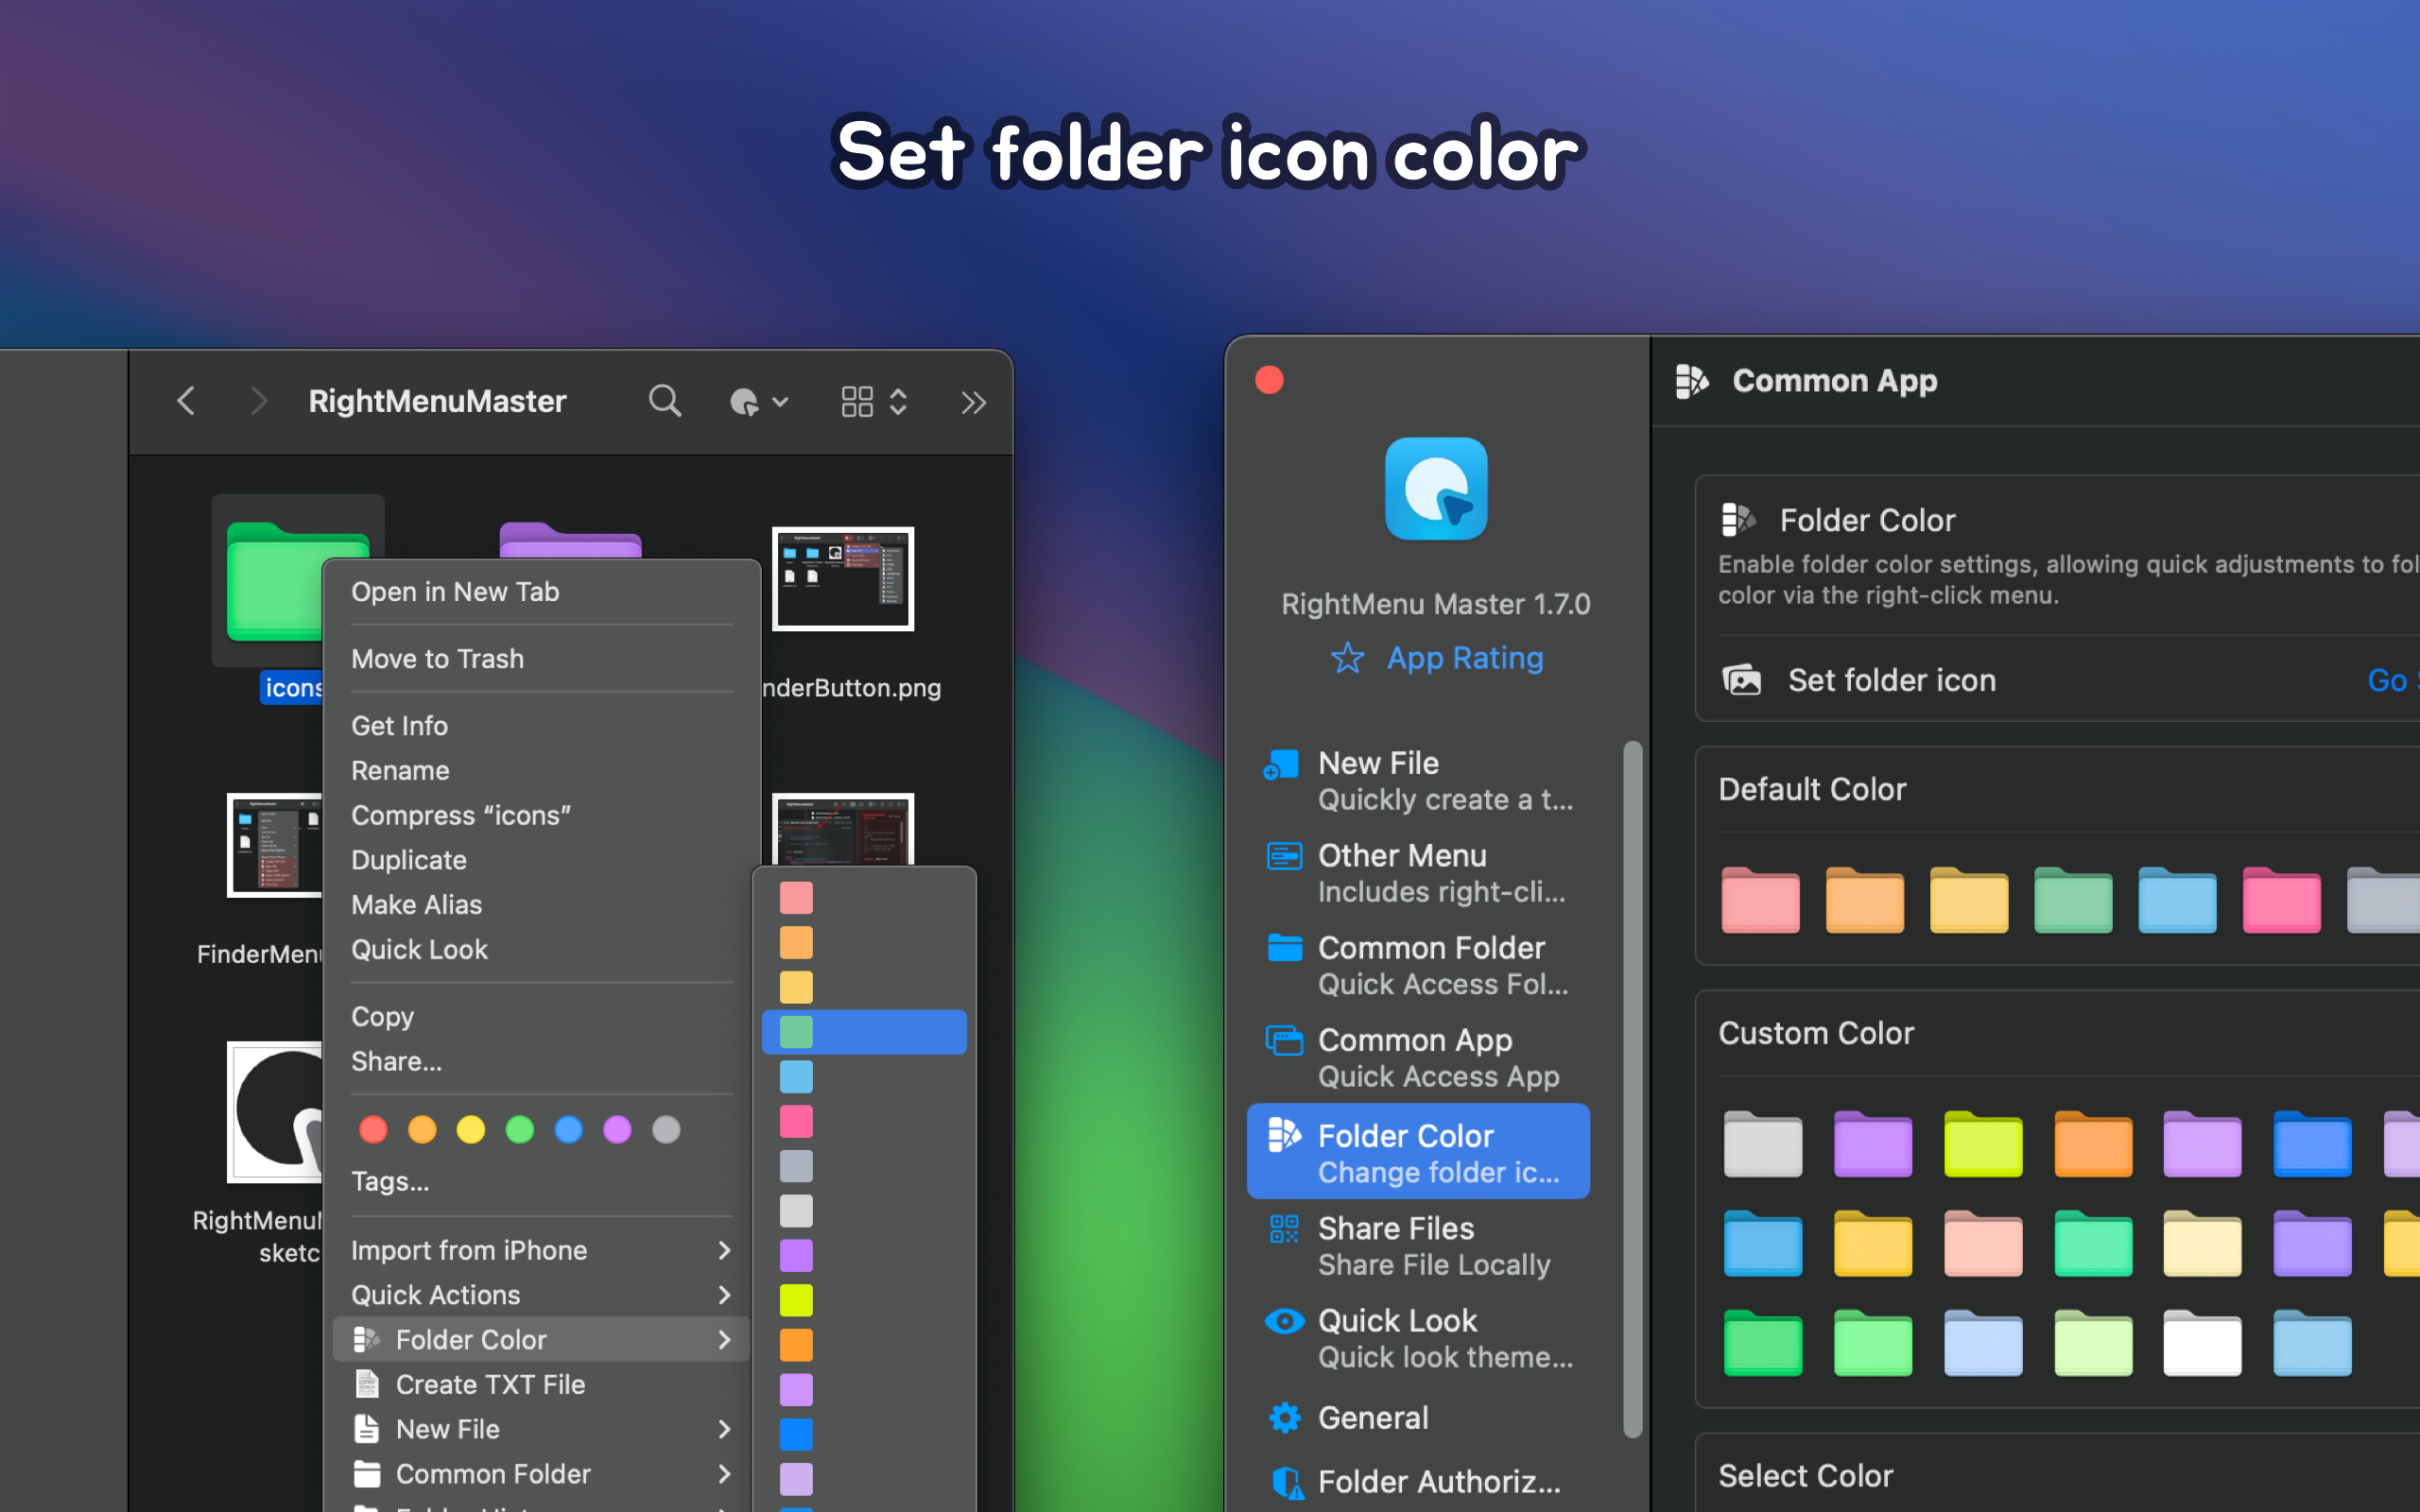 Set folder icon color
RightMenuMaster
icons
nderButton.png
FinderMenu
RightMenu
sketc
Open in New Tab
Move to Trash
Get Info
Rename
Compress “icons”
Duplicate
Make Alias
Quick Look
Copy
Share...
Tags...
Import from iPhone
Quick Actions
Folder Color
Create TXT File
New File
Common Folder
RightMenu Master 1.7.0
App Rating
New File
Quickly create a t...
Other Menu
Includes right-cli...
Common Folder
Quick Access Fol...
Common App
Quick Access App
Folder Color
Change folder ic...
Share Files
Share File Locally
Quick Look
Quick look theme...
General
Folder Authoriz...
Common App
Folder Color
Enable folder color settings, allowing quick adjustments to fol
color via the right-click menu.
Set folder icon
Go
Default Color
Custom Color
Select Color